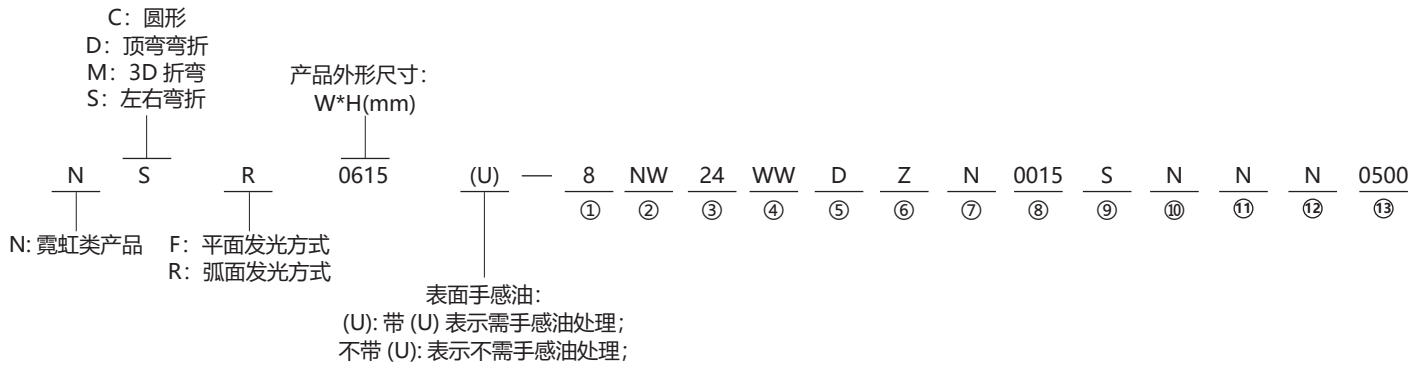 C：圆形
D：顶弯弯折
M：3D 折弯
S：左右弯折
产品外形尺寸：
W*H(mm)
N S R 0615 (U) — 8 NW 24 WW D Z N 0015 S N N N 0500
① ② ③ ④ ⑤ ⑥ ⑦ ⑧ ⑨ ⑩ ⑪ ⑫ ⑬
N: 霓虹类产品
F：平面发光方式
R：弧面发光方式
表面手感油：
(U): 带 (U) 表示需手感油处理；
不带 (U): 表示不需手感油处理；